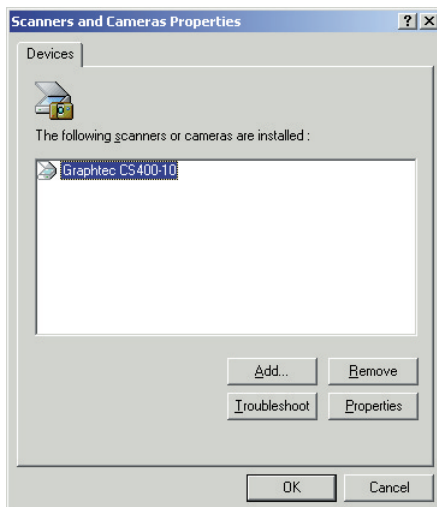 Scanners and Cameras Properties
Devices
The following scanners or cameras are installed :
Graphtec CS400-10
Add... Remove
Troubleshoot Properties
OK Cancel